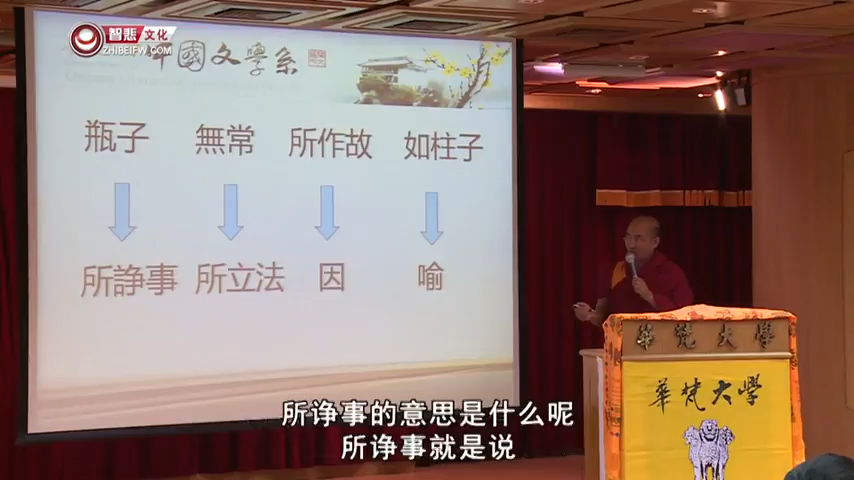 智悲文化
ZHIBEIFW.COM
中國文學系
瓶子 無常 所作故 如柱子
所諍事 所立法 因 喻
華梵大學
華梵大學
所诤事的意思是什么呢
所诤事就是说